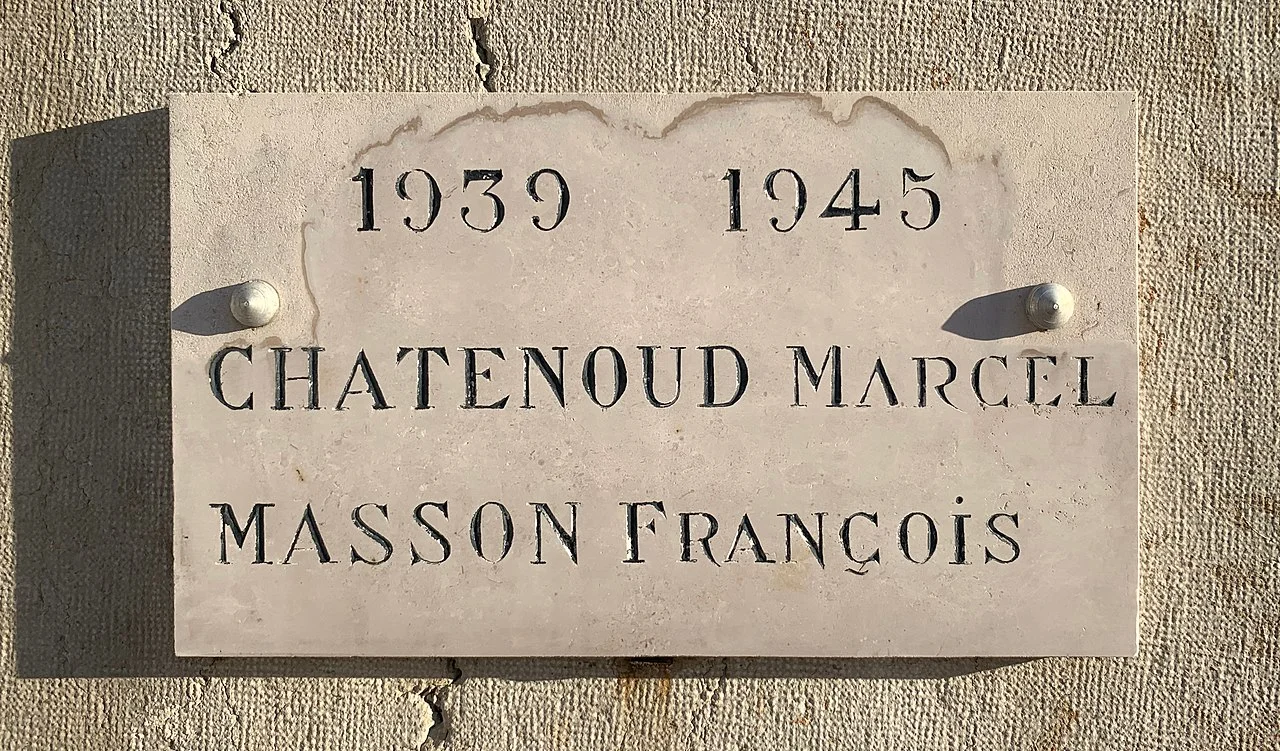 1939 1945
CHATENOUD MARCEL
MASSON FRANÇOiS